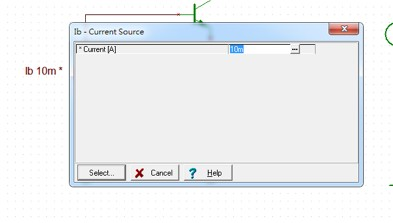 Ib - Current Source
* Current [A] 10m ...
Ib 10m *
Select... Cancel ? Help